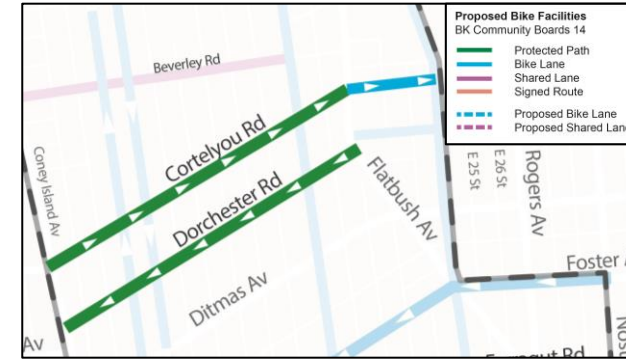 Proposed Bike Facilities
BK Community Boards 14
Protected Path
Bike Lane
Shared Lane
Signed Route
Proposed Bike Lane
Proposed Shared Lane
Beverley Rd
Coney Island Av
Cortelyou Rd
Dorchester Rd
Flatbush Av
E 25 St
E 26 St
Rogers Av
Ditmas Av
Foster
Av